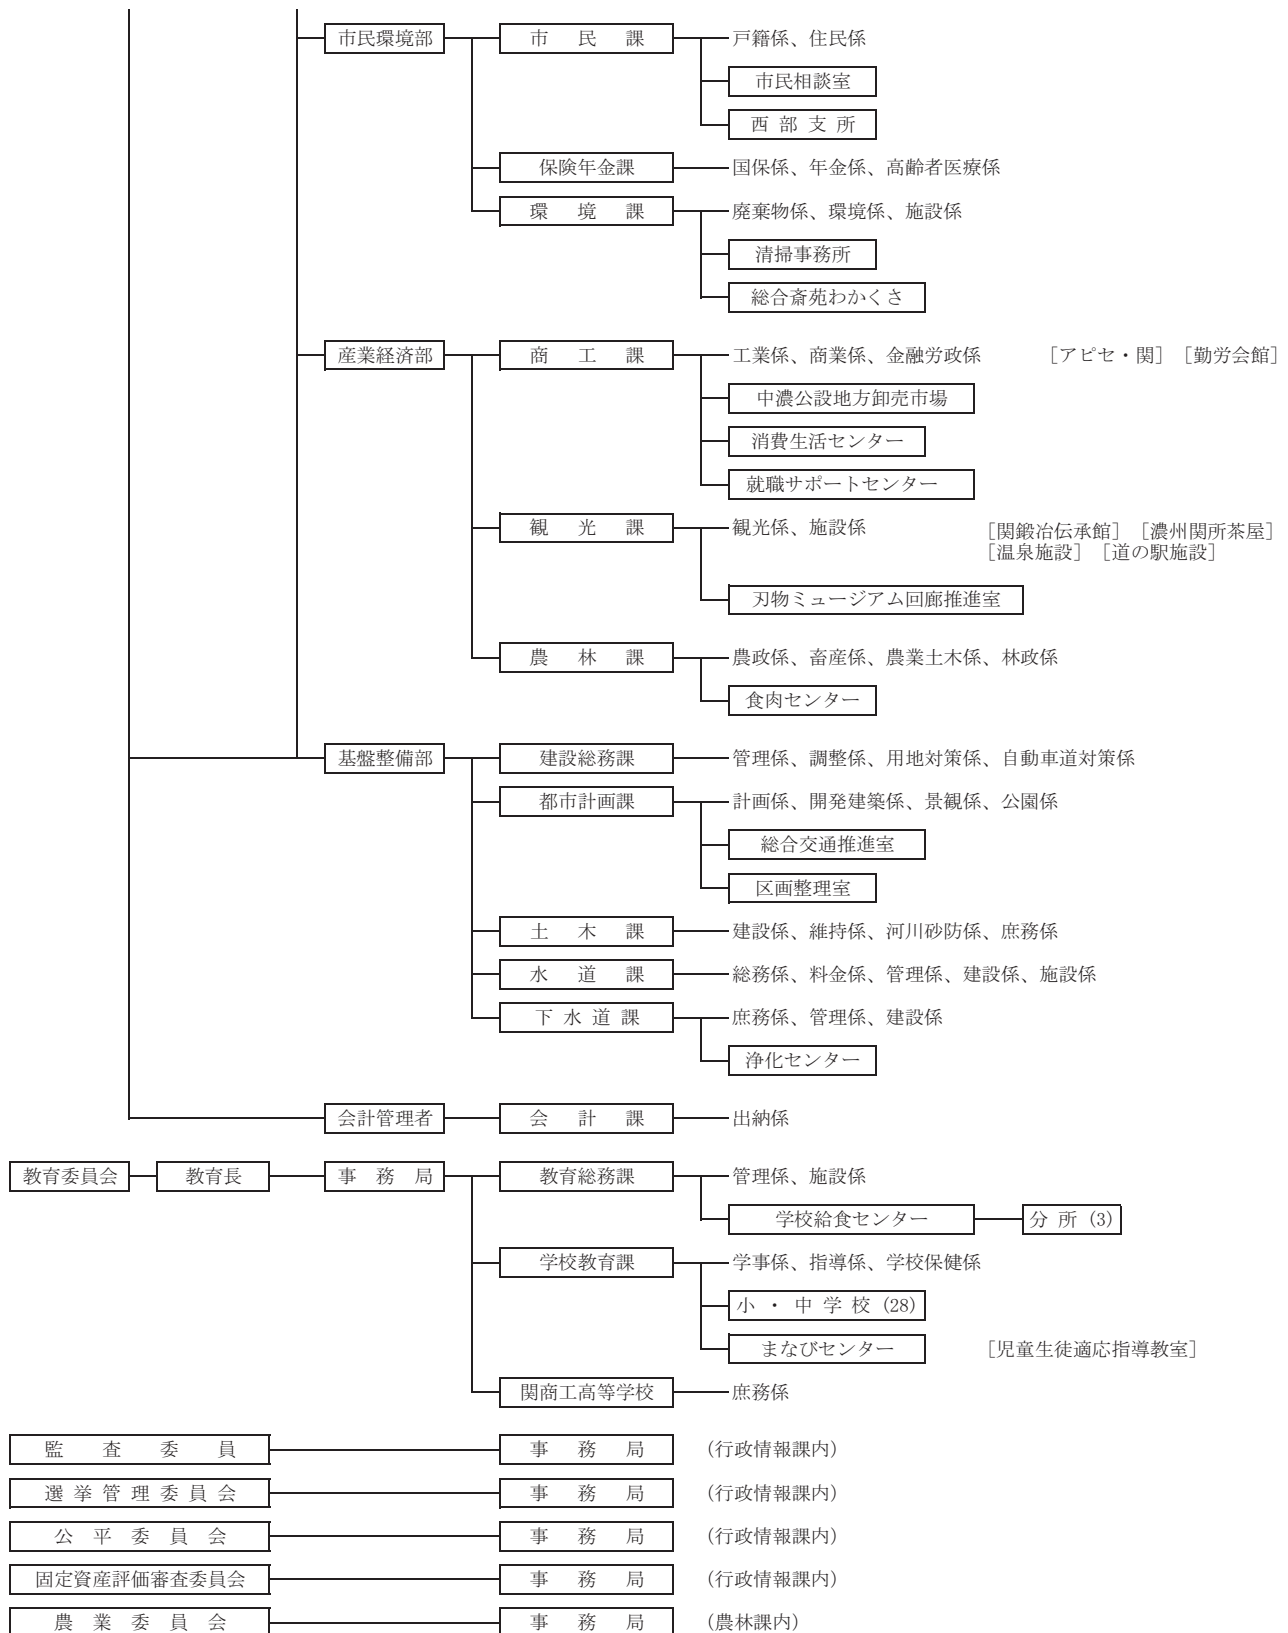 市民環境部 市民課 戸籍係、住民係
市民相談室
西部支所
保険年金課 国保係、年金係、高齢者医療係
環境課 廃棄物係、環境係、施設係
清掃事務所
総合斎苑わかくさ
産業経済部 商工課 工業係、商業係、金融労政係 ［アピセ・関］［勤労会館］
中濃公設地方卸売市場
消費生活センター
就職サポートセンター
観光課 観光係、施設係 ［関鍛冶伝承館］［濃州関所茶屋］
［温泉施設］［道の駅施設］
刃物ミュージアム回廊推進室
農林課 農政係、畜産係、農業土木係、林政係
食肉センター
基盤整備部 建設総務課 管理係、調整係、用地対策係、自動車道対策係
都市計画課 計画係、開発建築係、景観係、公園係
総合交通推進室
区画整理室
土木課 建設係、維持係、河川砂防係、庶務係
水道課 総務係、料金係、管理係、建設係、施設係
下水道課 庶務係、管理係、建設係
浄化センター
会計管理者 会計課 出納係
教育委員会 教育長 事務局 教育総務課 管理係、施設係
学校給食センター 分所（3）
学校教育課 学事係、指導係、学校保健係
小・中学校（28）
まなびセンター ［児童生徒適応指導教室］
関商工高等学校 庶務係
監査委員 事務局 （行政情報課内）
選挙管理委員会 事務局 （行政情報課内）
公平委員会 事務局 （行政情報課内）
固定資産評価審査委員会 事務局 （行政情報課内）
農業委員会 事務局 （農林課内）